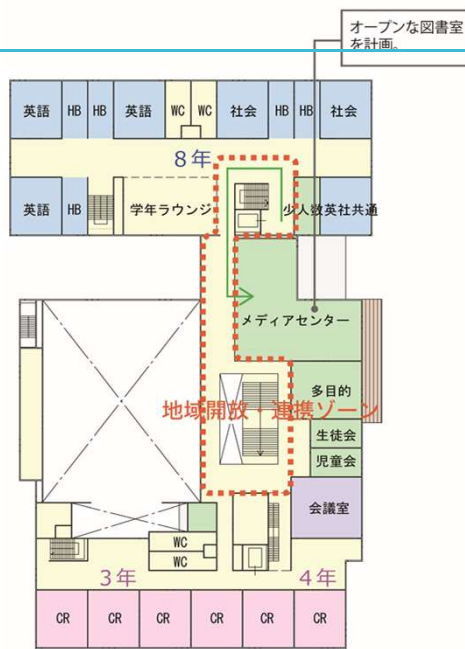 オープンな図書室
を計画。
英語
HB
HB
英語
WC
WC
社会
HB
HB
社会
8年
英語
HB
学年ラウンジ
少人数英社共通
メディアセンター
多目的
地域開放・連携ゾーン
生徒会
児童会
会議室
WC
WC
3年
4年
CR
CR
CR
CR
CR
CR